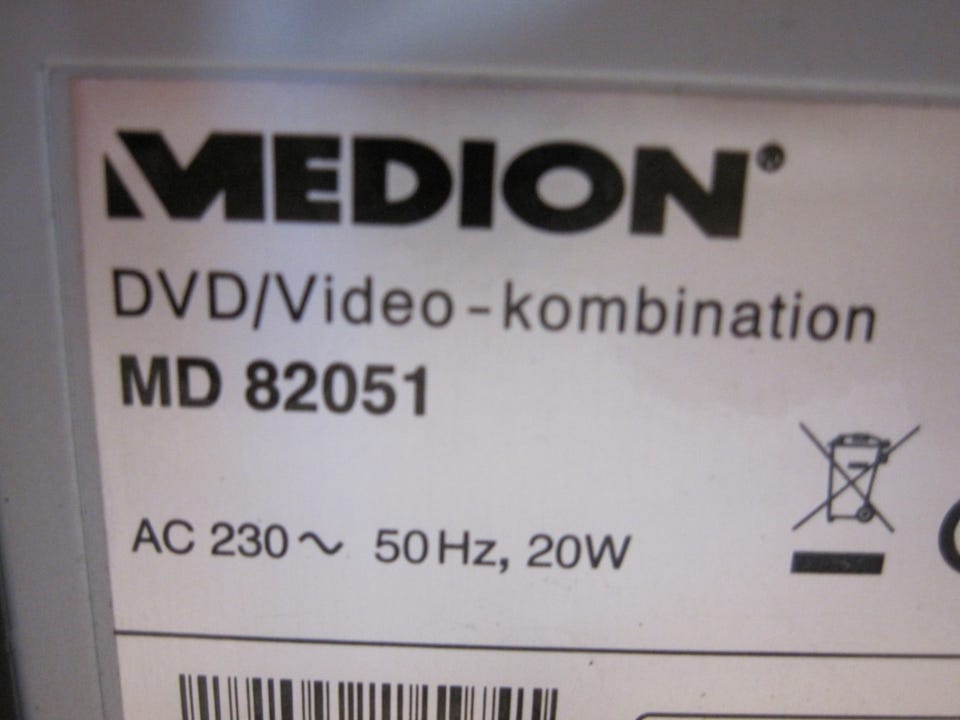 MEDION®
DVD/Video-kombination
MD 82051
AC 230~ 50Hz, 20W